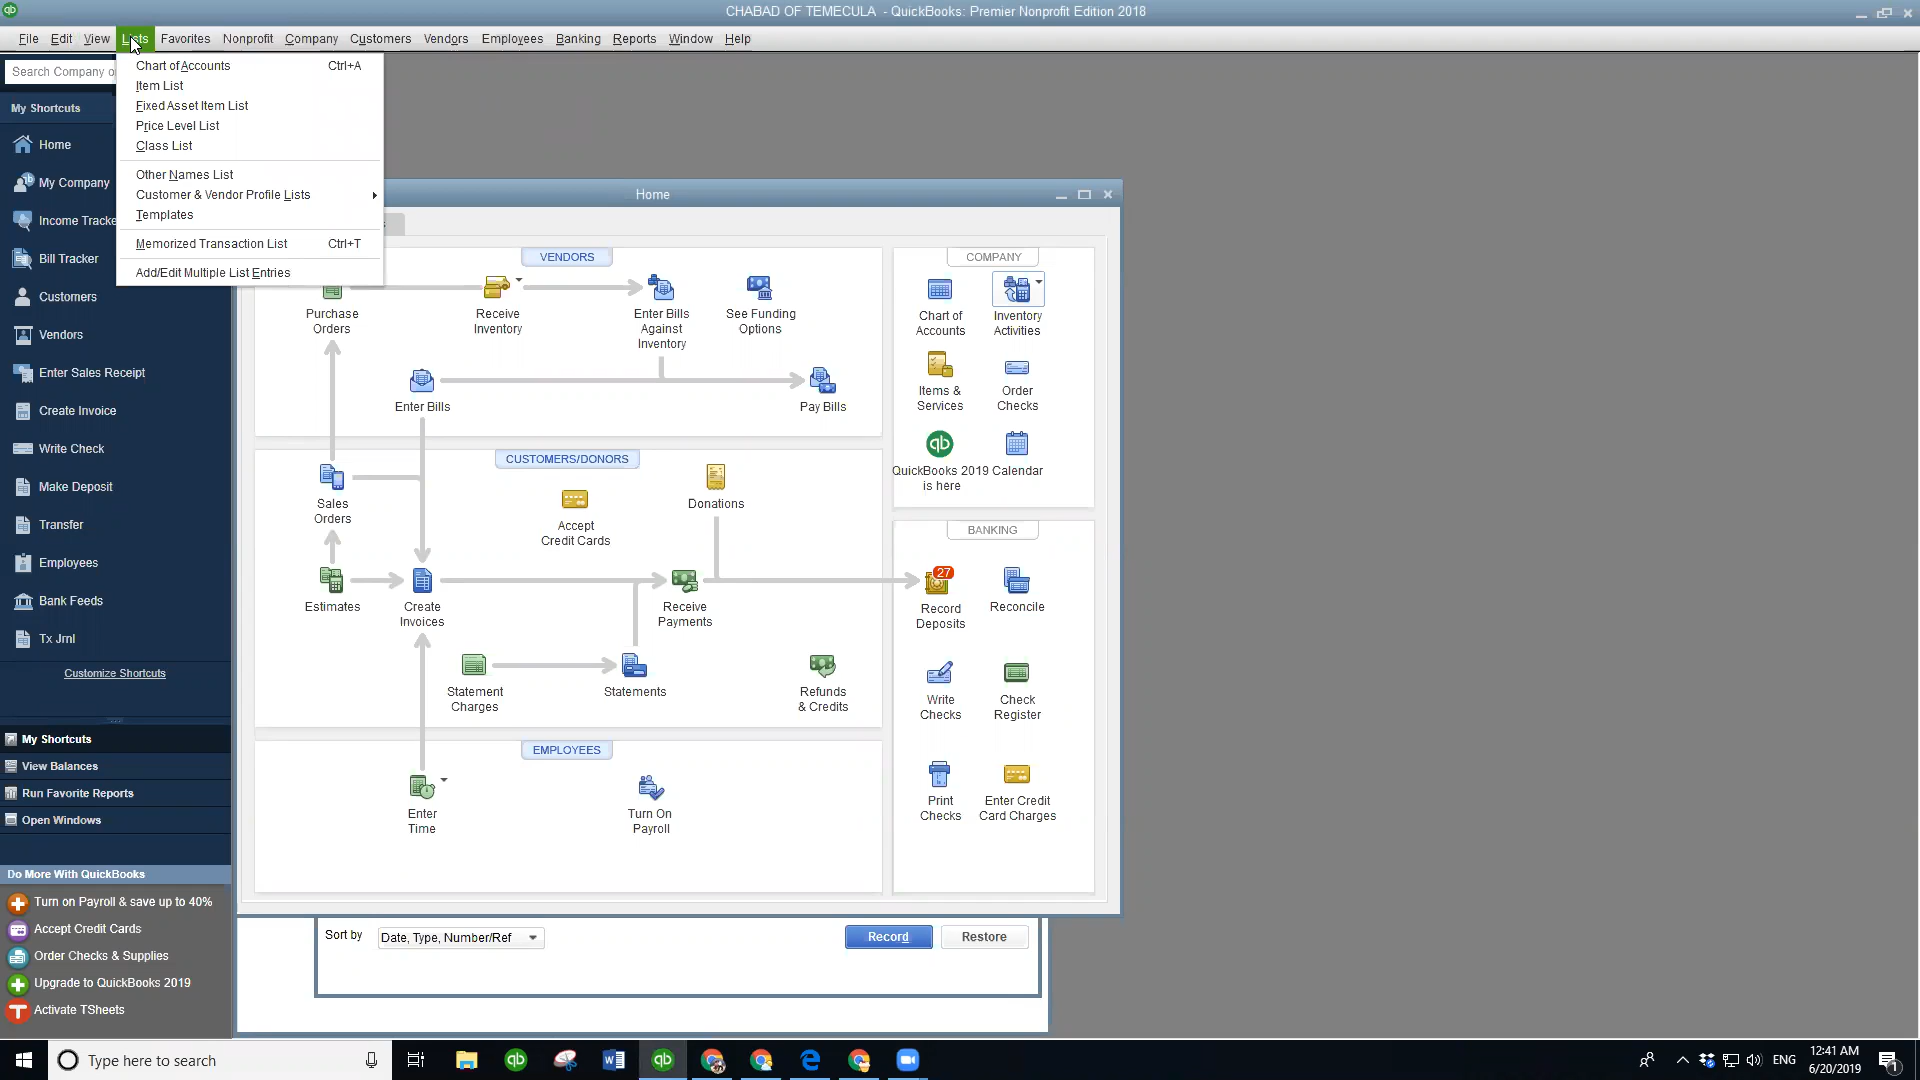 CHABAD OF TEMECULA - QuickBooks: Premier Nonprofit Edition 2018
File Edit View Lists Favorites Nonprofit Company Customers Vendors Employees Banking Reports Window Help
Search Company o
Chart of Accounts Ctrl+A
Item List
Fixed Asset Item List
Price Level List
Class List
Other Names List
Customer & Vendor Profile Lists
Templates
Memorized Transaction List Ctrl+T
Add/Edit Multiple List Entries
My Shortcuts
Home
My Company
Income Tracke
Bill Tracker
Customers
Vendors
Enter Sales Receipt
Create Invoice
Write Check
Make Deposit
Transfer
Employees
Bank Feeds
Tx Jrnl
Customize Shortcuts
My Shortcuts
View Balances
Run Favorite Reports
Open Windows
Do More With QuickBooks
Turn on Payroll & save up to 40%
Accept Credit Cards
Order Checks & Supplies
Upgrade to QuickBooks 2019
Activate TSheets
Home
VENDORS
Purchase
Orders
Receive
Inventory
Enter Bills
Against
Inventory
See Funding
Options
Enter Bills
Pay Bills
CUSTOMERS/DONORS
Sales
Orders
Accept
Credit Cards
Donations
Estimates
Create
Invoices
Receive
Payments
Statement
Charges
Statements
Refunds
& Credits
EMPLOYEES
Enter
Time
Turn On
Payroll
COMPANY
Chart of
Accounts
Inventory
Activities
Items &
Services
Order
Checks
qb
QuickBooks 2019
is here
Calendar
BANKING
27
Record
Deposits
Reconcile
Write
Checks
Check
Register
Print
Checks
Enter Credit
Card Charges
Sort by Date, Type, Number/Ref Record Restore
Type here to search
ENG
12:41 AM
6/20/2019
1